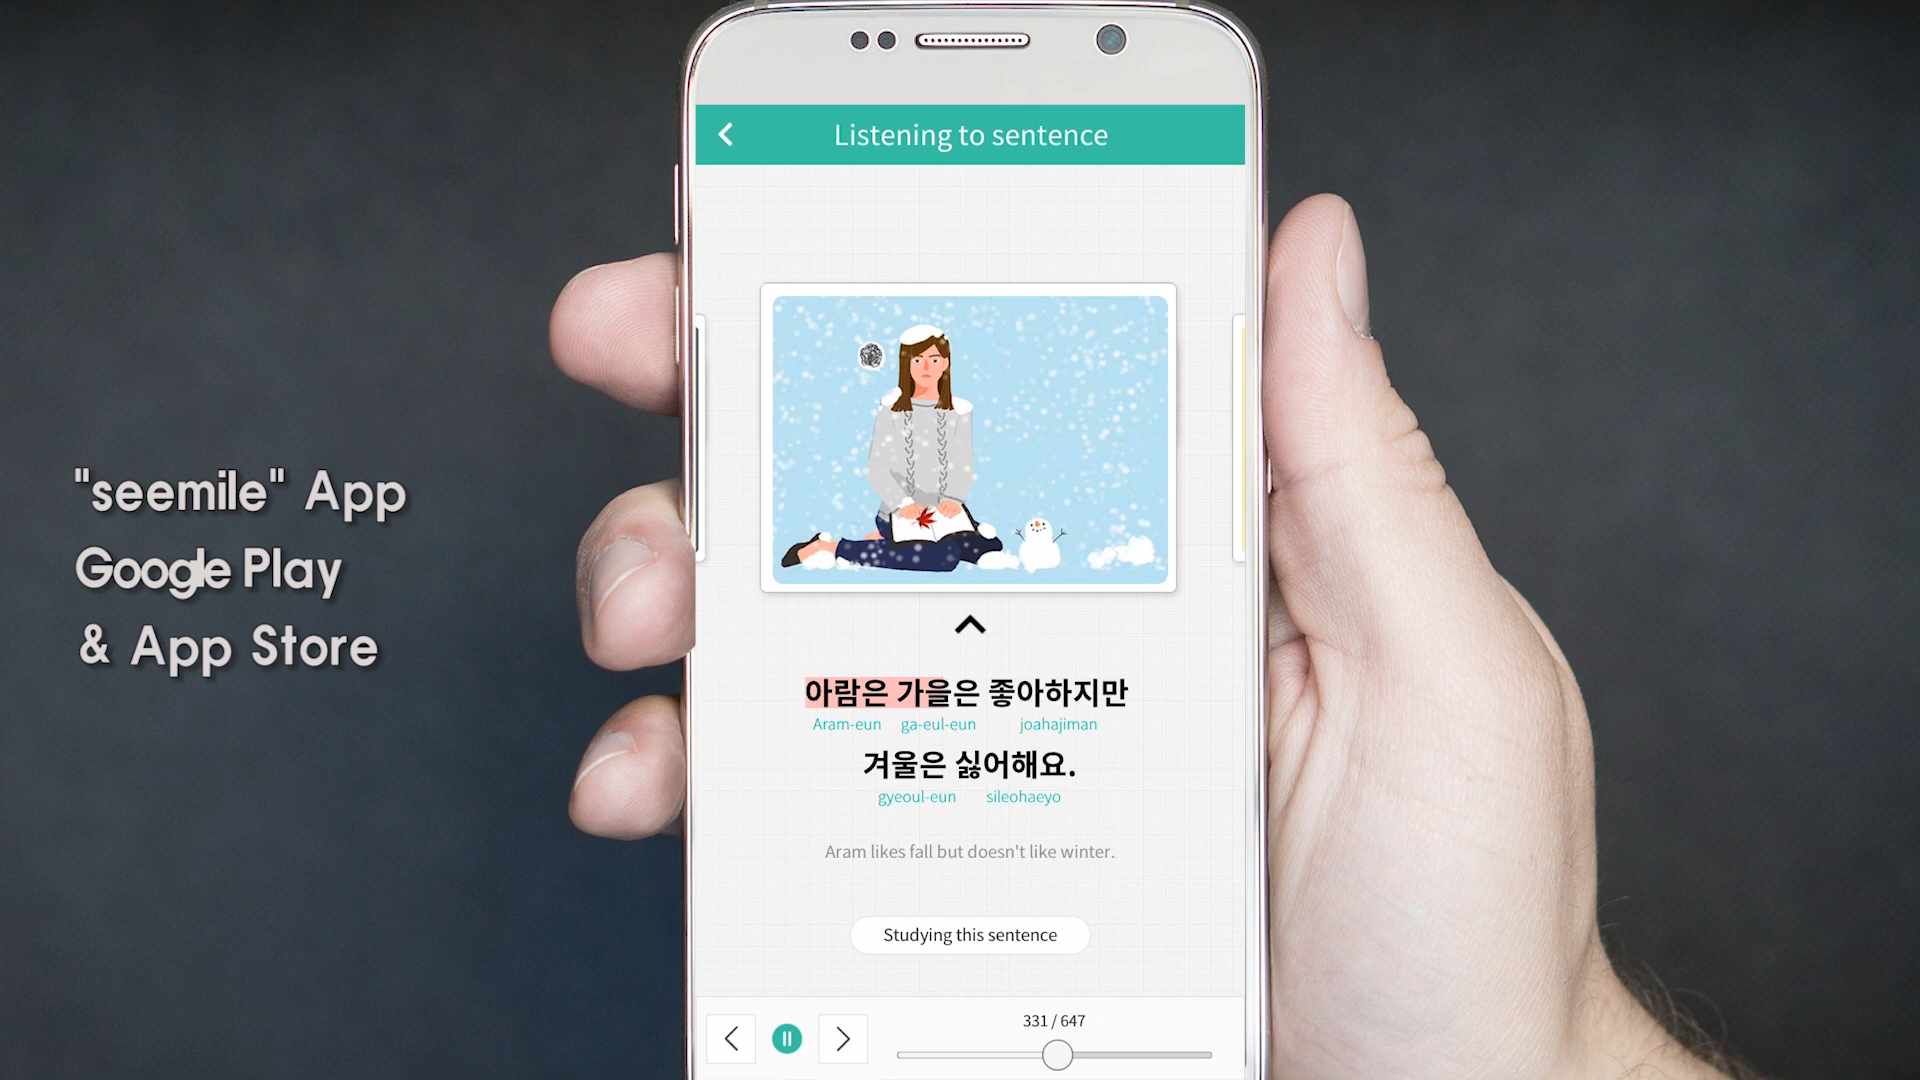 "seemile" App
Google Play
& App Store
Listening to sentence
아람은 가을은 좋아하지만
Aram-eun ga-eul-eun joahajiman
겨울은 싫어해요.
gyeoul-eun sileohaeyo
Aram likes fall but doesn't like winter.
Studying this sentence
331 / 647